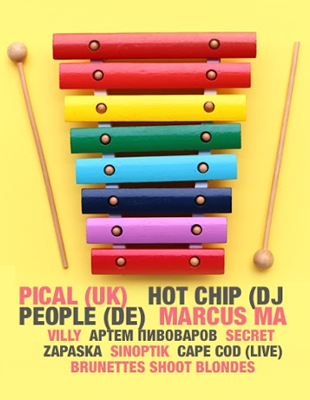 PICAL (UK) HOT CHIP (DJ
PEOPLE (DE) MARCUS MA
VILLY АРТЕМ ПИВОВАРОВ SECRET
ZAPASKA SINOPTIK CAPE COD (LIVE)
BRUNETTES SHOOT BLONDES